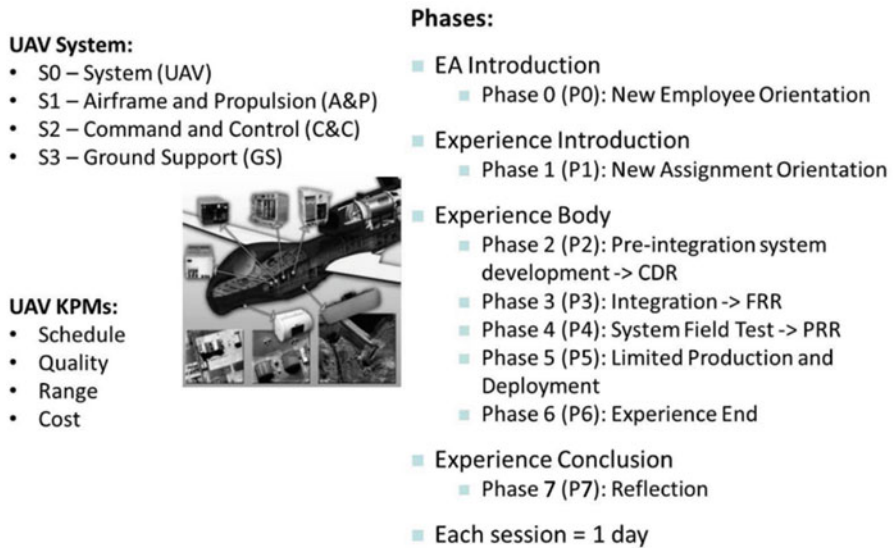 UAV System:
• S0 – System (UAV)
• S1 – Airframe and Propulsion (A&P)
• S2 – Command and Control (C&C)
• S3 – Ground Support (GS)
UAV KPMs:
• Schedule
• Quality
• Range
• Cost
Phases:
■ EA Introduction
■ Phase 0 (P0): New Employee Orientation
■ Experience Introduction
■ Phase 1 (P1): New Assignment Orientation
■ Experience Body
■ Phase 2 (P2): Pre-integration system
development -> CDR
■ Phase 3 (P3): Integration -> FRR
■ Phase 4 (P4): System Field Test -> PRR
■ Phase 5 (P5): Limited Production and
Deployment
■ Phase 6 (P6): Experience End
■ Experience Conclusion
■ Phase 7 (P7): Reflection
■ Each session = 1 day